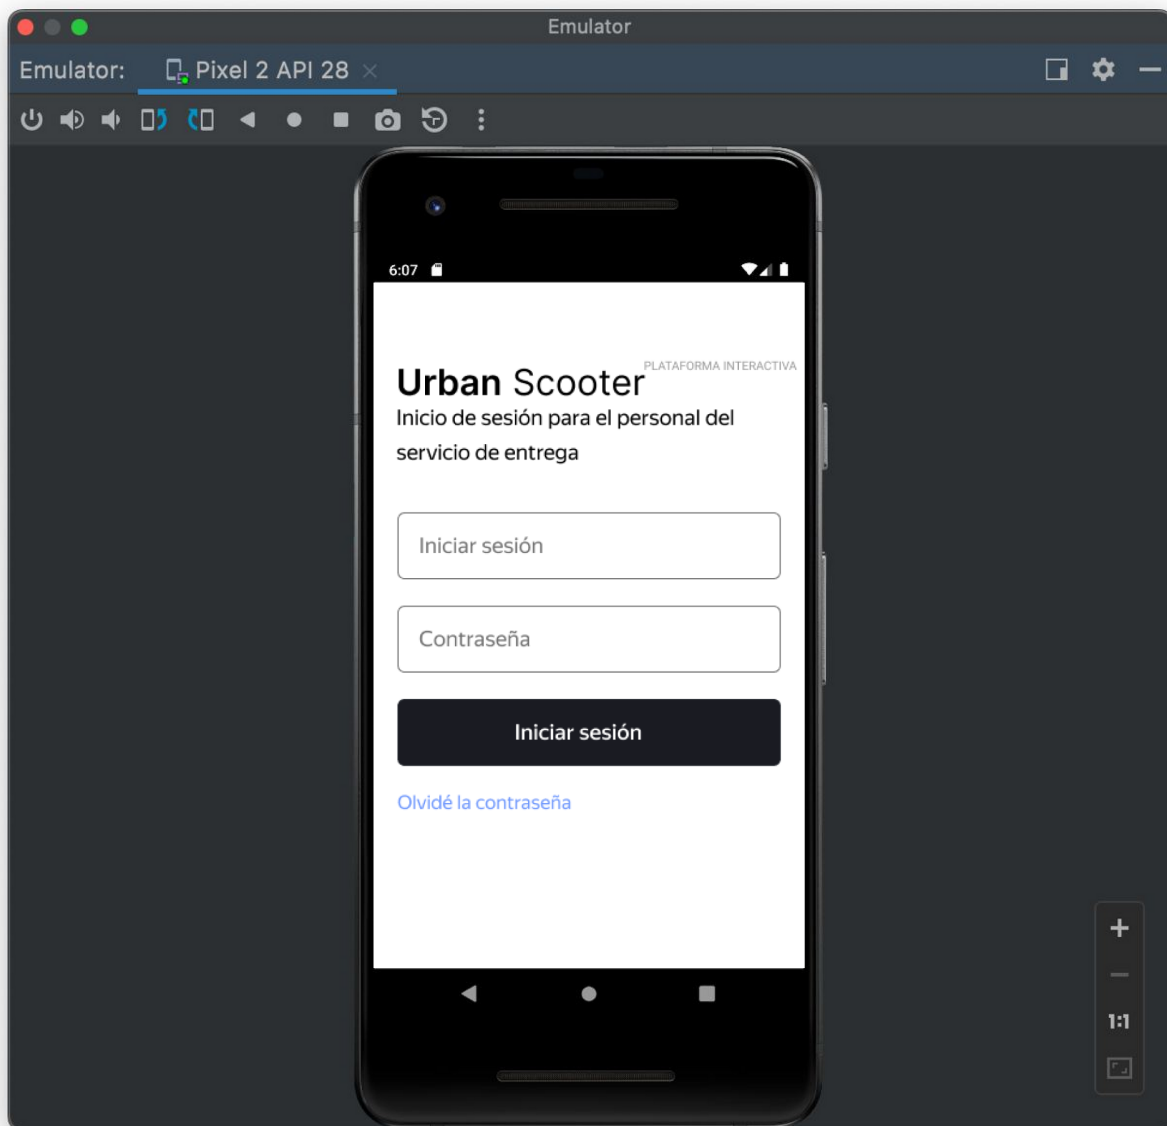 Emulator
Emulator: Pixel 2 API 28
6:07
PLATAFORMA INTERACTIVA
Urban Scooter
Inicio de sesión para el personal del
servicio de entrega
Iniciar sesión
Contraseña
Iniciar sesión
Olvidé la contraseña
1:1